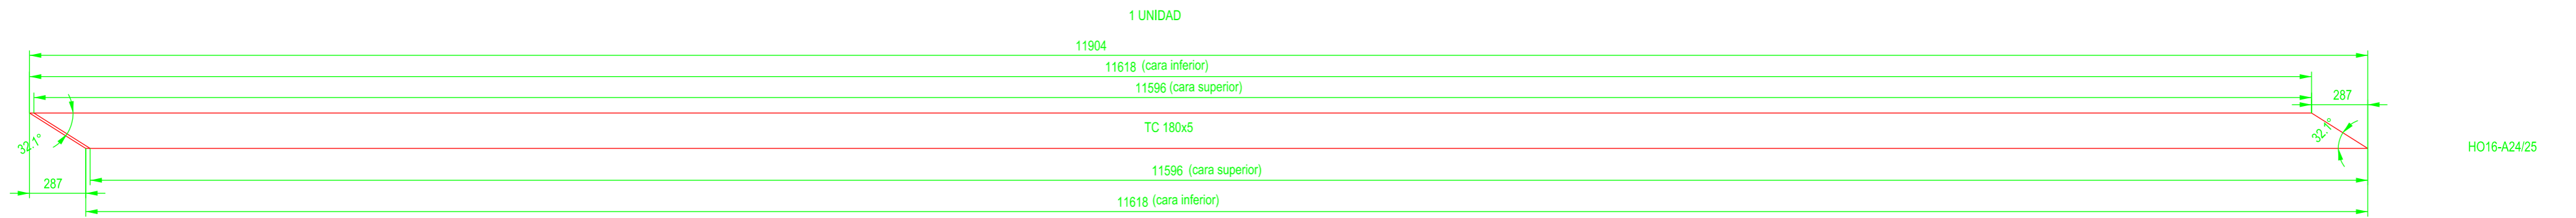 1 UNIDAD
11904
11618 (cara inferior)
11596 (cara superior)
287
TC 180x5
32.1°
32.1°
HO16-A24/25
11596 (cara superior)
287
11618 (cara inferior)